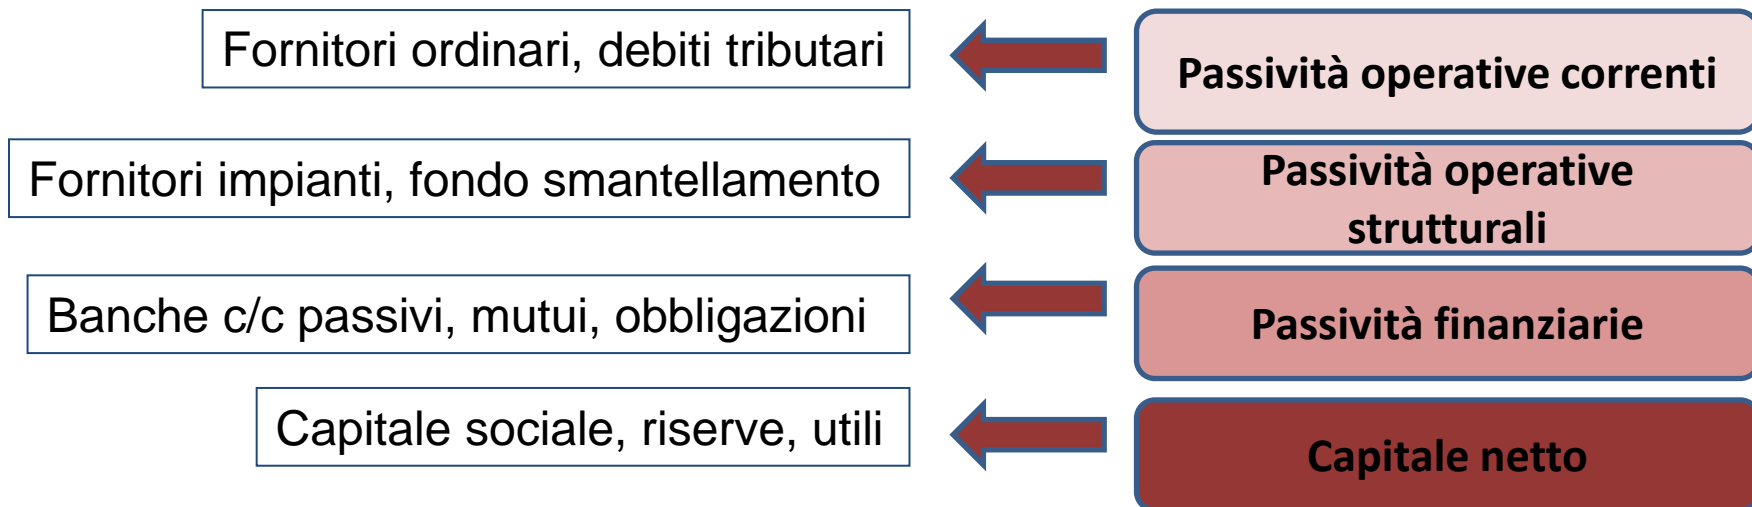 Fornitori ordinari, debiti tributari
Passività operative correnti
Fornitori impianti, fondo smantellamento
Passività operative
strutturali
Banche c/c passivi, mutui, obbligazioni
Passività finanziarie
Capitale sociale, riserve, utili
Capitale netto